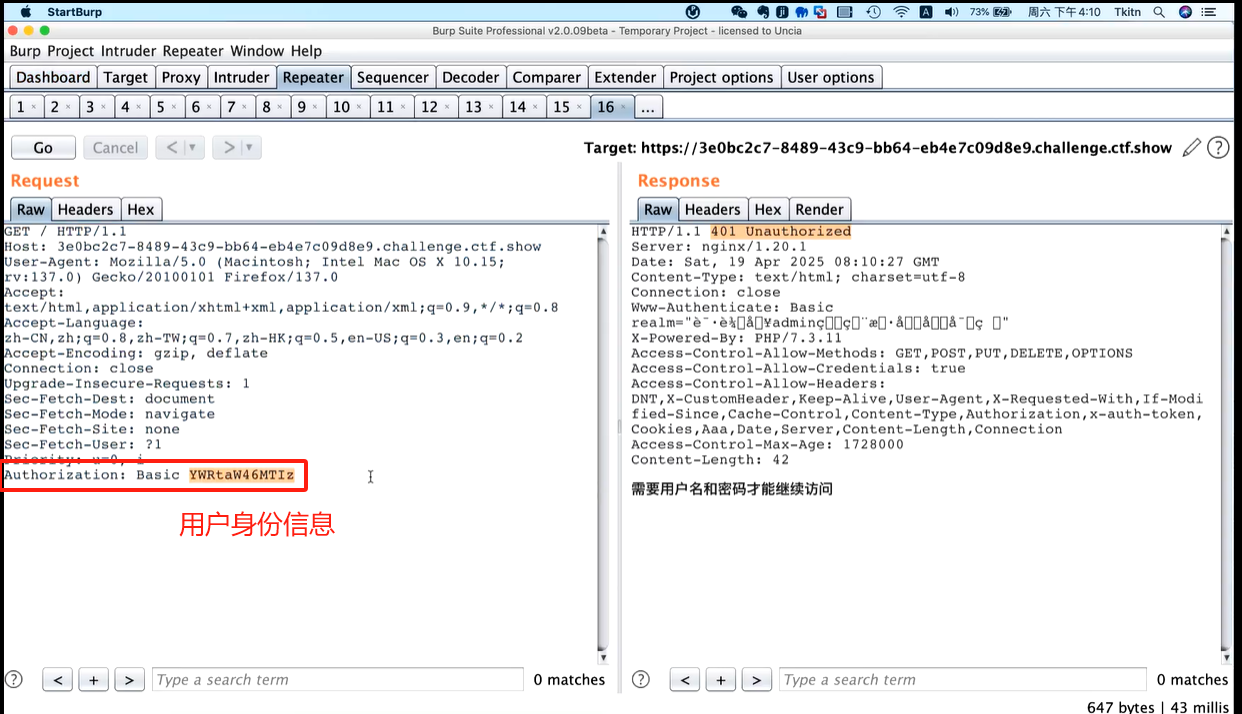 StartBurp 73% 周六 下午4:10 Tkitn
Burp Suite Professional v2.0.09beta - Temporary Project - licensed to Uncia
Burp Project Intruder Repeater Window Help
Dashboard Target Proxy Intruder Repeater Sequencer Decoder Comparer Extender Project options User options
1 × 2 × 3 × 4 × 5 × 6 × 7 × 8 × 9 × 10 × 11 × 12 × 13 × 14 × 15 × 16 × ...
Go Cancel < > Target: https://3e0bc2c7-8489-43c9-bb64-eb4e7c09d8e9.challenge.ctf.show
Request
Raw Headers Hex
GET / HTTP/1.1
Host: 3e0bc2c7-8489-43c9-bb64-eb4e7c09d8e9.challenge.ctf.show
User-Agent: Mozilla/5.0 (Macintosh; Intel Mac OS X 10.15;
rv:137.0) Gecko/20100101 Firefox/137.0
Accept:
text/html,application/xhtml+xml,application/xml;q=0.9,*/*;q=0.8
Accept-Language:
zh-CN,zh;q=0.8,zh-TW;q=0.7,zh-HK;q=0.5,en-US;q=0.3,en;q=0.2
Accept-Encoding: gzip, deflate
Connection: close
Upgrade-Insecure-Requests: 1
Sec-Fetch-Dest: document
Sec-Fetch-Mode: navigate
Sec-Fetch-Site: none
Sec-Fetch-User: ?1
Priority: u=0, i
Authorization: Basic YWRtaW46MTIz
用户身份信息
? < + > Type a search term 0 matches
Response
Raw Headers Hex Render
HTTP/1.1 401 Unauthorized
Server: nginx/1.20.1
Date: Sat, 19 Apr 2025 08:10:27 GMT
Content-Type: text/html; charset=utf-8
Connection: close
Www-Authenticate: Basic
realm="
X-Powered-By: PHP/7.3.11
Access-Control-Allow-Methods: GET,POST,PUT,DELETE,OPTIONS
Access-Control-Allow-Credentials: true
Access-Control-Allow-Headers:
DNT,X-CustomHeader,Keep-Alive,User-Agent,X-Requested-With,If-Modi
fied-Since,Cache-Control,Content-Type,Authorization,x-auth-token,
Cookies,Aaa,Date,Server,Content-Length,Connection
Access-Control-Max-Age: 1728000
Content-Length: 42
需要用户名和密码才能继续访问
? < + > Type a search term 0 matches
647 bytes | 43 millis